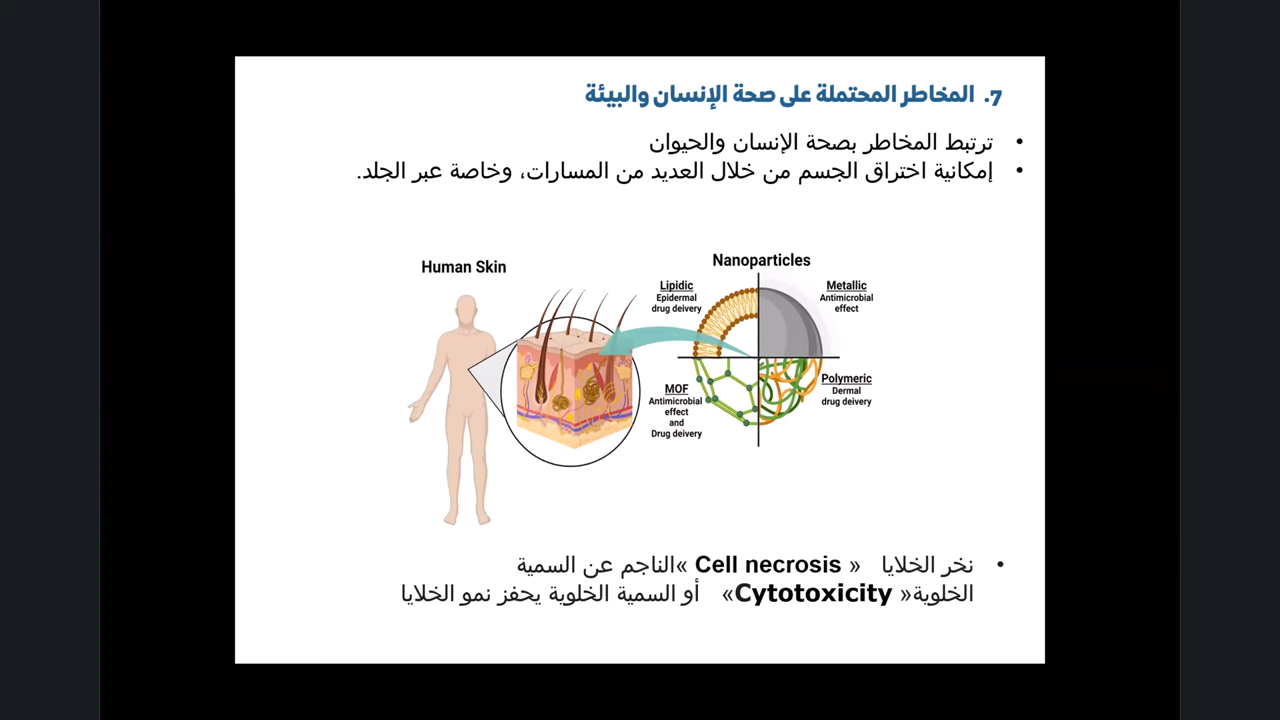 7. المخاطر المحتملة على صحة الإنسان والبيئة
• ترتبط المخاطر بصحة الإنسان والحيوان
• إمكانية اختراق الجسم من خلال العديد من المسارات، وخاصة عبر الجلد.
Human Skin
Nanoparticles
Lipidic
Epidermal
drug deivery
Metallic
Antimicrobial
effect
MOF
Antimicrobial
effect
and
Drug deivery
Polymeric
Dermal
drug deivery
• نخر الخلايا « Cell necrosis »الناجم عن السمية
الخلوية« Cytotoxicity» أو السمية الخلوية يحفز نمو الخلايا